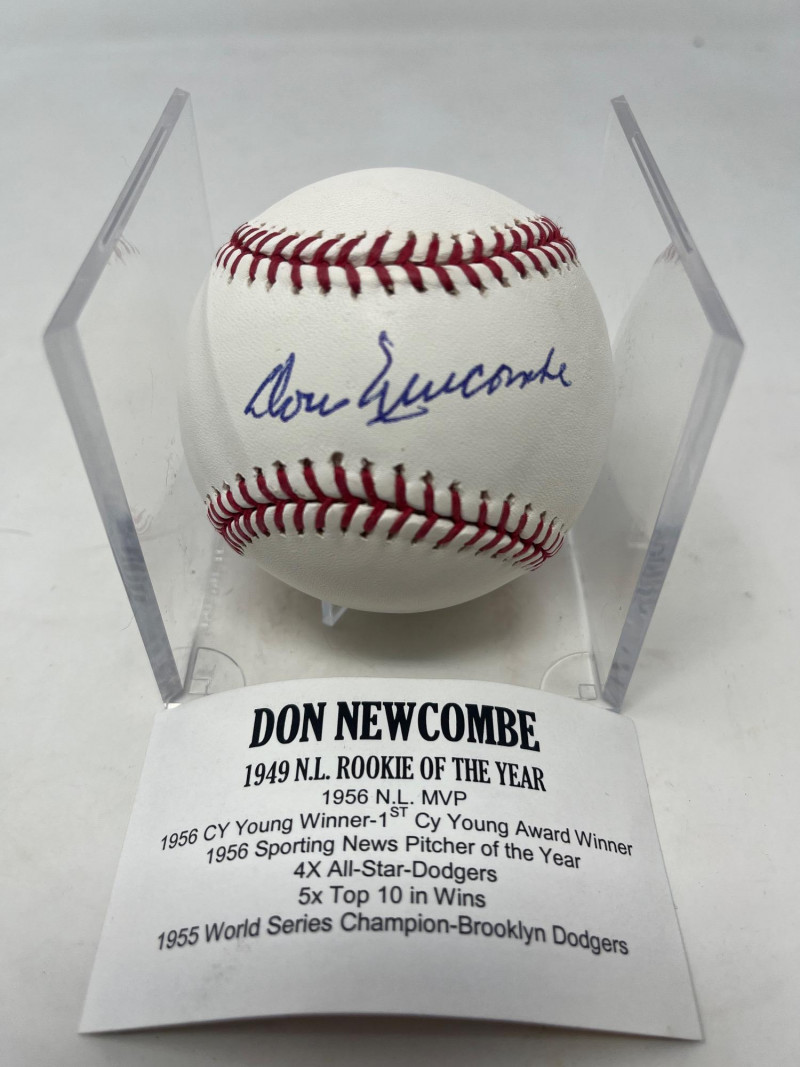 Don Newcombe
DON NEWCOMBE
1949 N.L. ROOKIE OF THE YEAR
1956 N.L. MVP
1956 CY Young Winner-1ST Cy Young Award Winner
1956 Sporting News Pitcher of the Year
4X All-Star-Dodgers
5x Top 10 in Wins
1955 World Series Champion-Brooklyn Dodgers